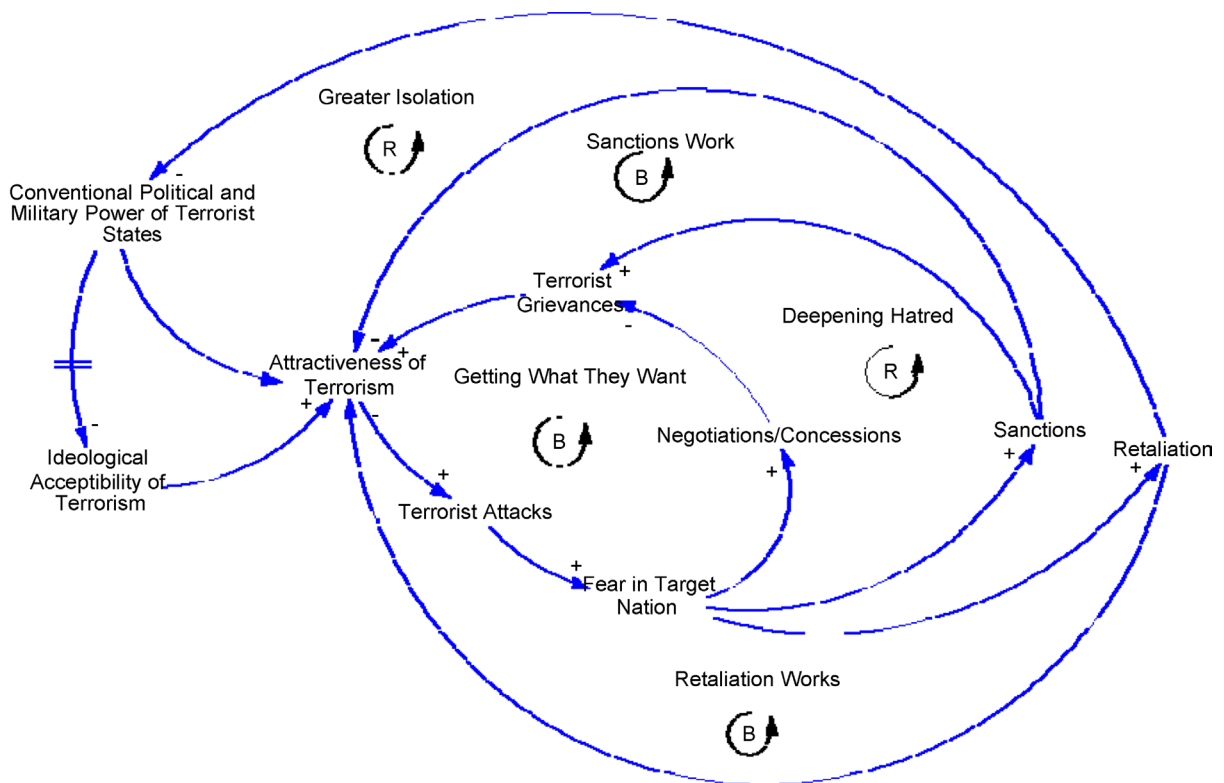 Greater Isolation
R
Sanctions Work
B
-
Conventional Political and
Military Power of Terrorist
States
+
Terrorist
Grievances
-
Deepening Hatred
R
-
+
Attractiveness of
Terrorism
+
-
Getting What They Want
B
-
Ideological
Acceptibility of
Terrorism
Negotiations/Concessions
+
Sanctions
+
Retaliation
+
+
Terrorist Attacks
+
Fear in Target
Nation
Retaliation Works
B